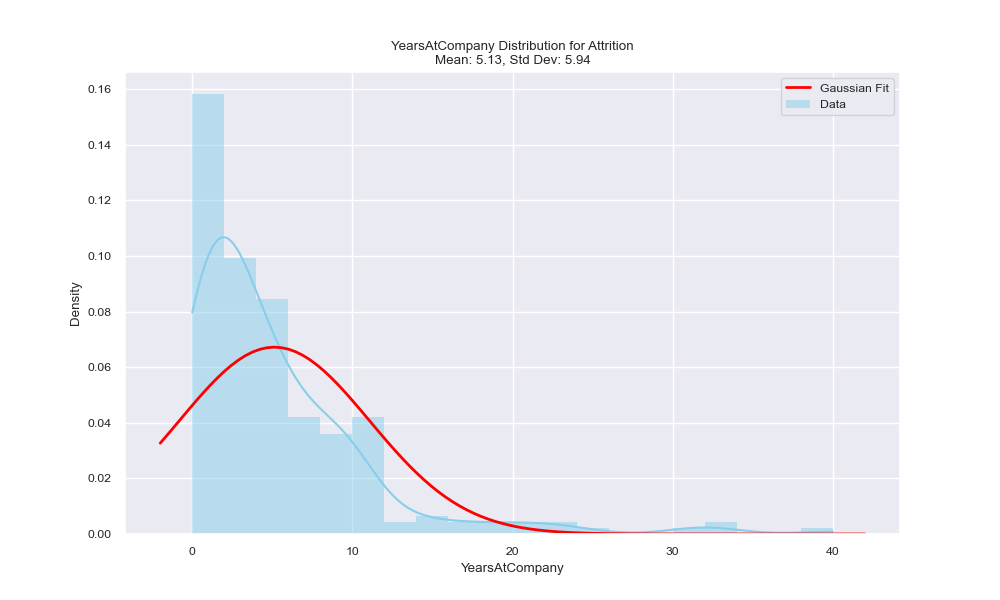 YearsAtCompany Distribution for Attrition
Mean: 5.13, Std Dev: 5.94
Gaussian Fit
Data
Density
0.16
0.14
0.12
0.10
0.08
0.06
0.04
0.02
0.00
0 10 20 30 40
YearsAtCompany